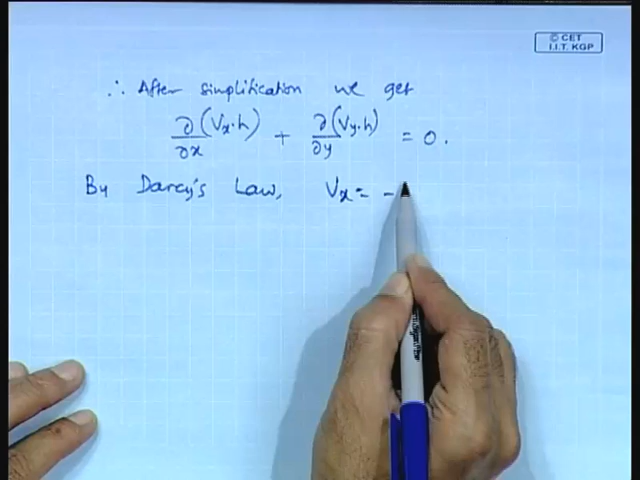 © CET
I.I.T. KGP
∴ After simplification we get
∂(Vx·h)/∂x + ∂(Vy·h)/∂y = 0.
By Darcy's Law, Vx = -